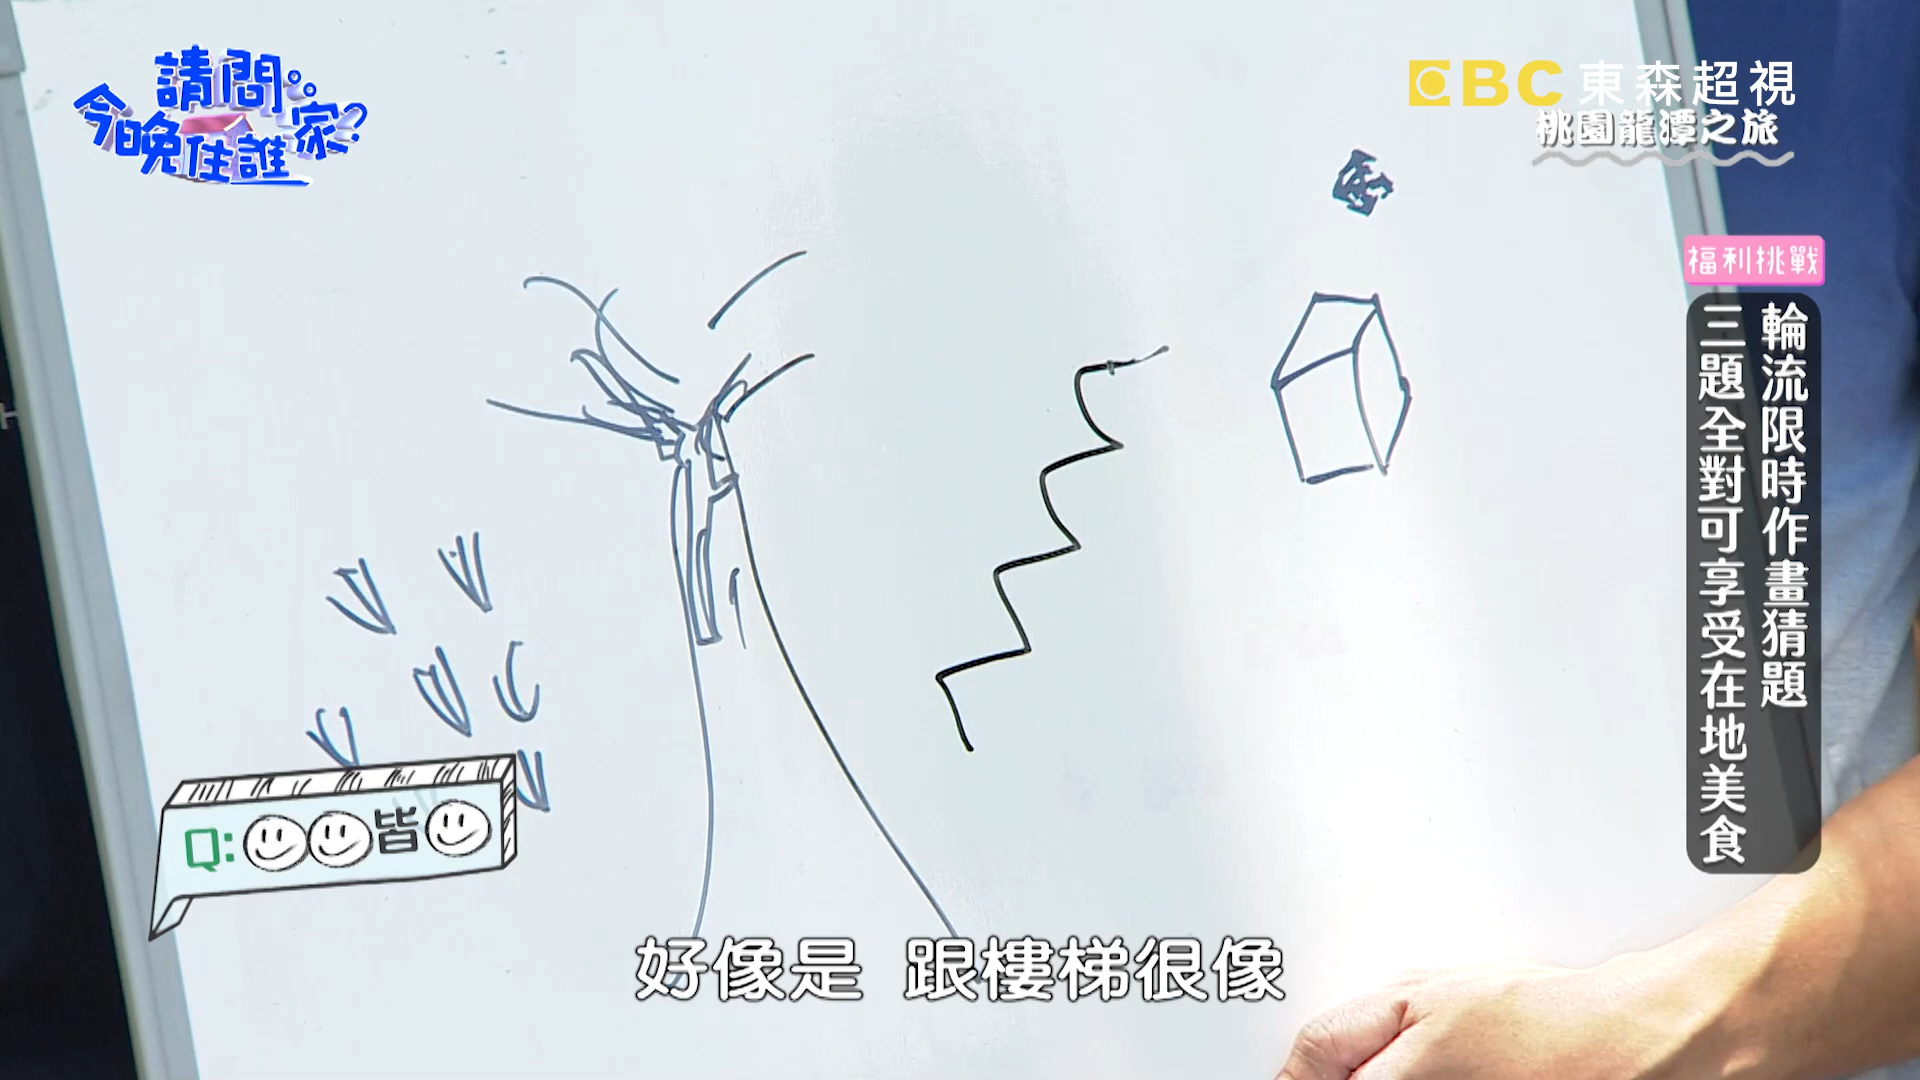 請問
今晚住誰家?
EBC 東森超視
桃園龍潭之旅
福利挑戰
輪流限時作畫猜題
三題全對可享受在地美食
Q: 皆
好像是 跟樓梯很像